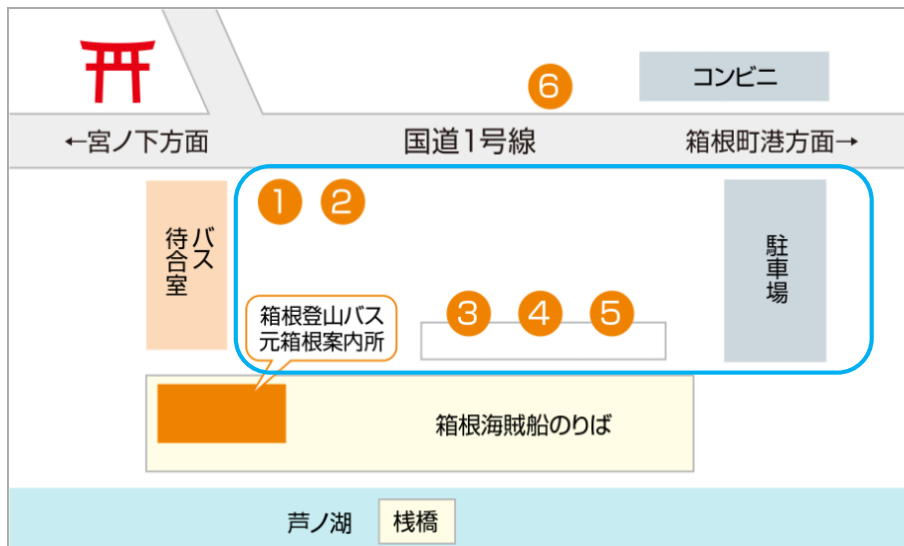 ⑥
コンビニ
←宮ノ下方面
国道1号線
箱根町港方面→
①
②
バス
待合室
駐車場
箱根登山バス
元箱根案内所
③
④
⑤
箱根海賊船のりば
芦ノ湖
桟橋